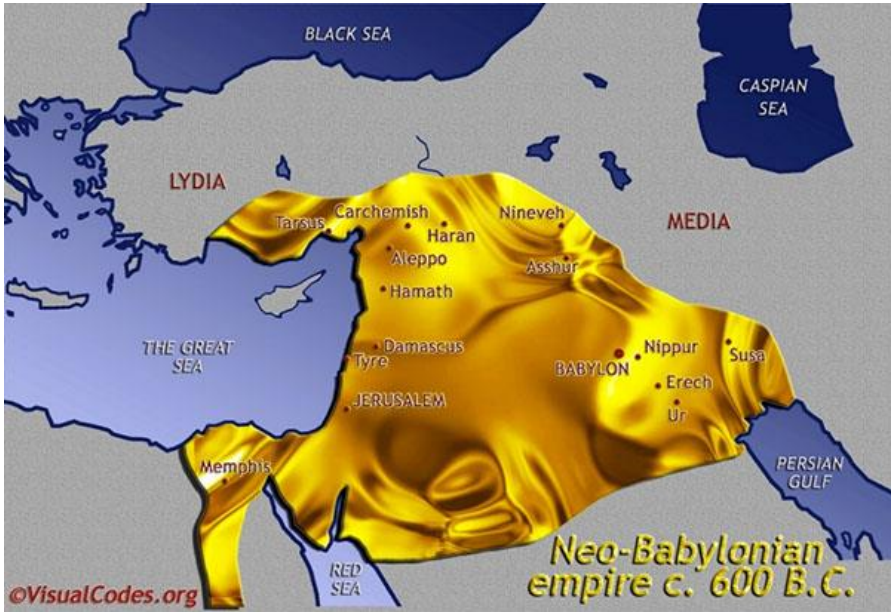 BLACK SEA
CASPIAN
SEA
LYDIA
MEDIA
Tarsus
Carchemish
Haran
Nineveh
Aleppo
Asshur
Hamath
THE GREAT
SEA
Damascus
Tyre
BABYLON
Nippur
Susa
Erech
JERUSALEM
Ur
Memphis
PERSIAN
GULF
RED
SEA
Neo-Babylonian
empire c. 600 B.C.
©VisualCodes.org